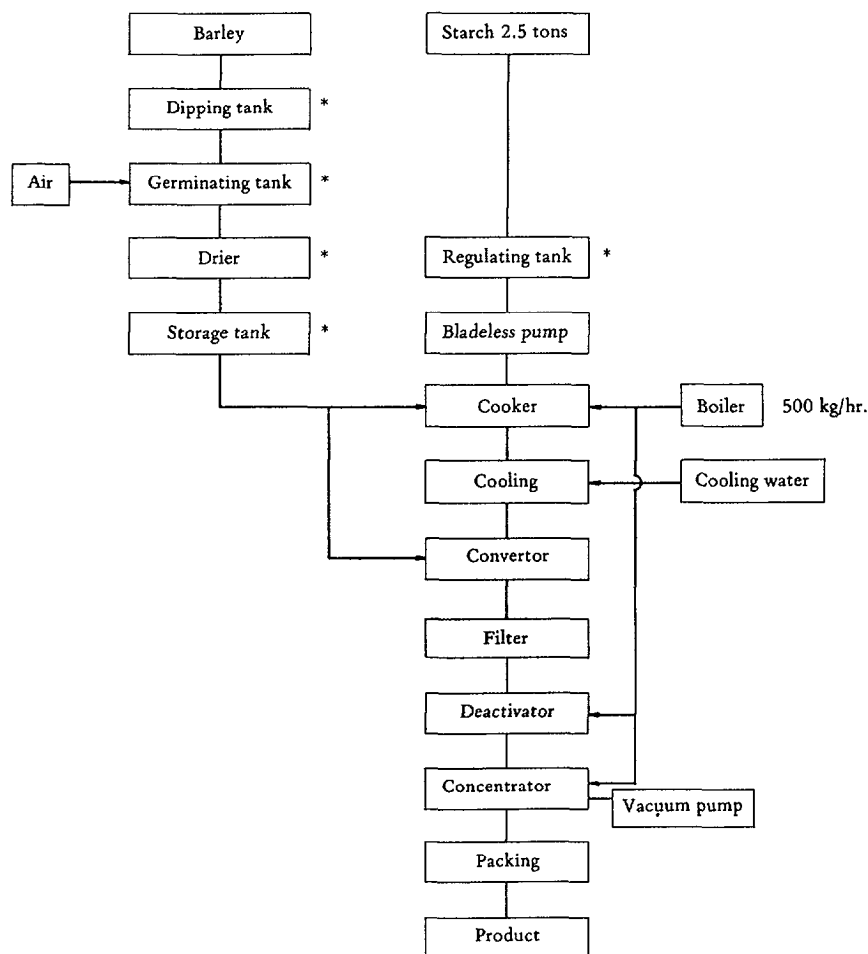 Barley
Starch 2.5 tons
Dipping tank *
Air
Germinating tank *
Drier *
Regulating tank *
Storage tank *
Bladeless pump
Cooker
Boiler 500 kg/hr.
Cooling
Cooling water
Convertor
Filter
Deactivator
Concentrator
Vacuum pump
Packing
Product